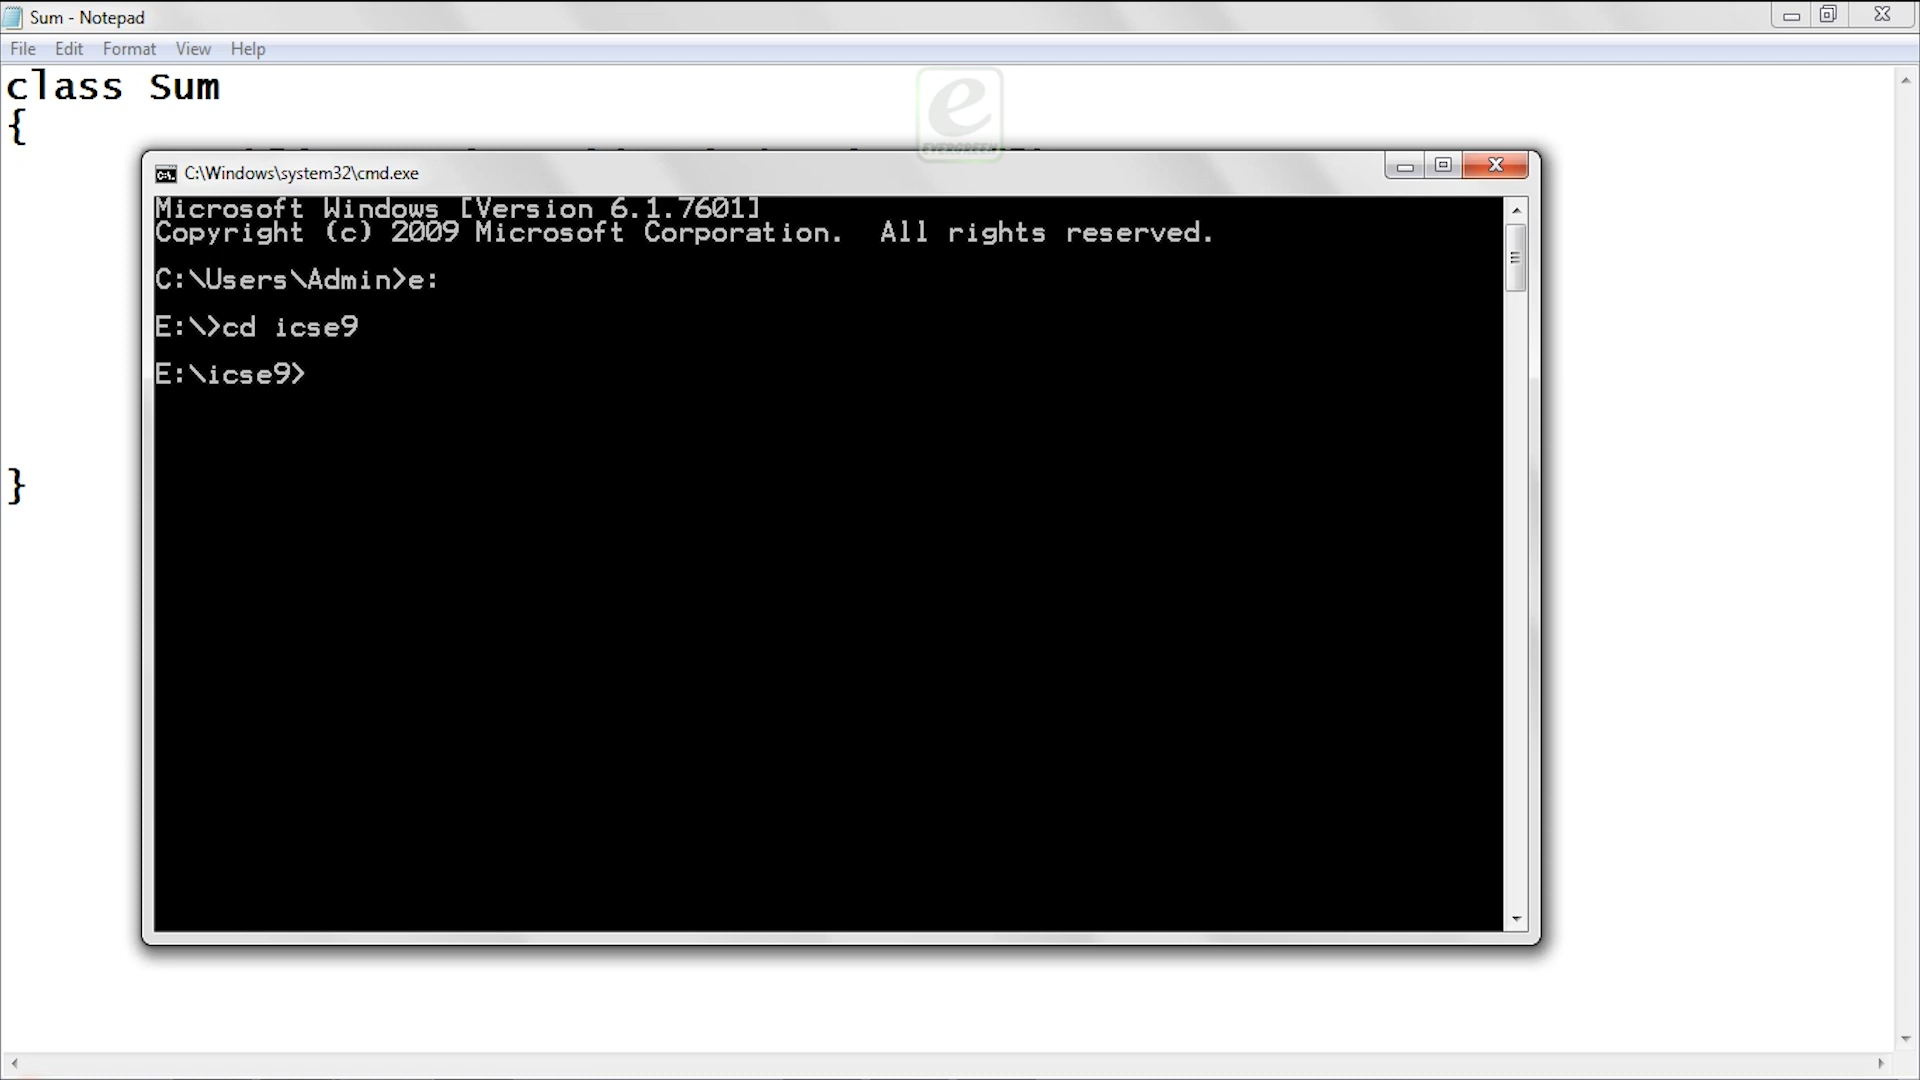 Sum - Notepad
File Edit Format View Help
class Sum
{
EVERGREEN
C:\Windows\system32\cmd.exe
Microsoft Windows [Version 6.1.7601]
Copyright (c) 2009 Microsoft Corporation.  All rights reserved.
C:\Users\Admin>e:
E:\>cd icse9
E:\icse9>
}